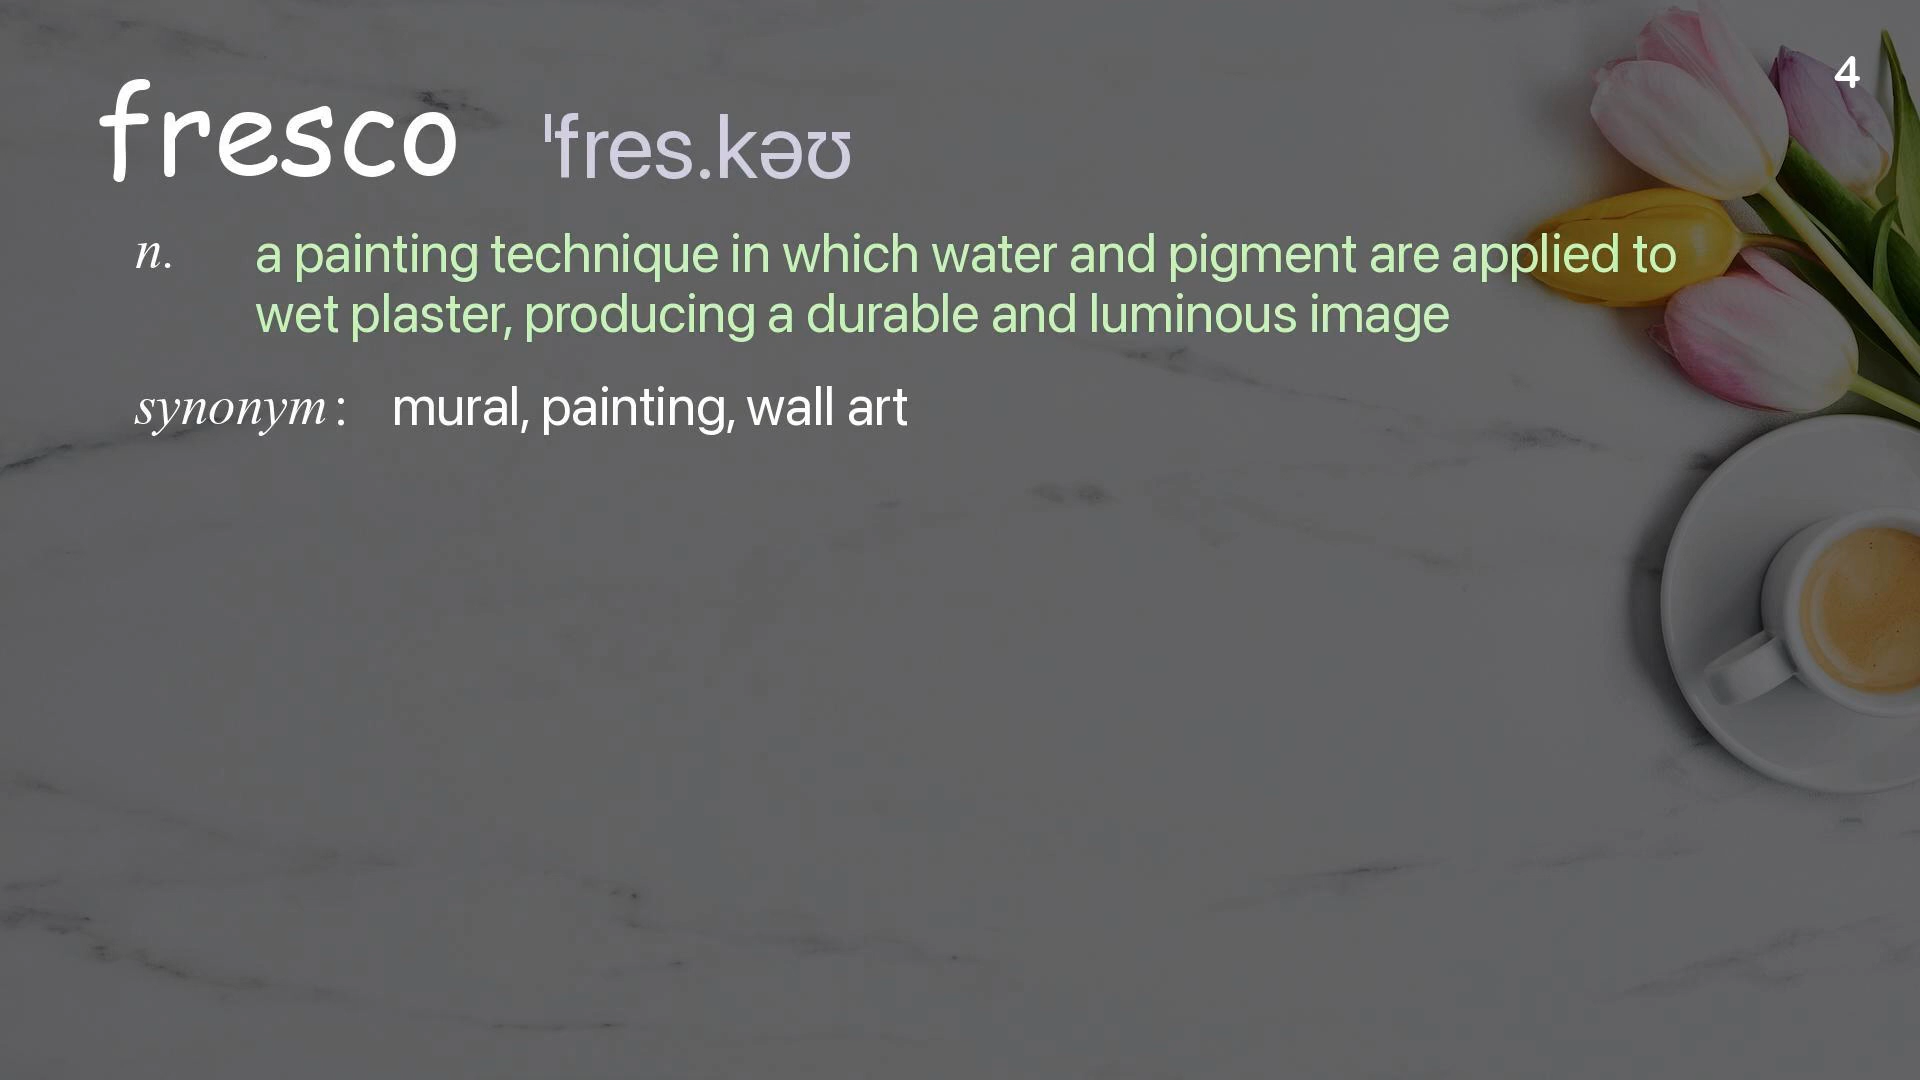 4
fresco ˈfres.kəʊ
n. a painting technique in which water and pigment are applied to
wet plaster, producing a durable and luminous image
synonym: mural, painting, wall art